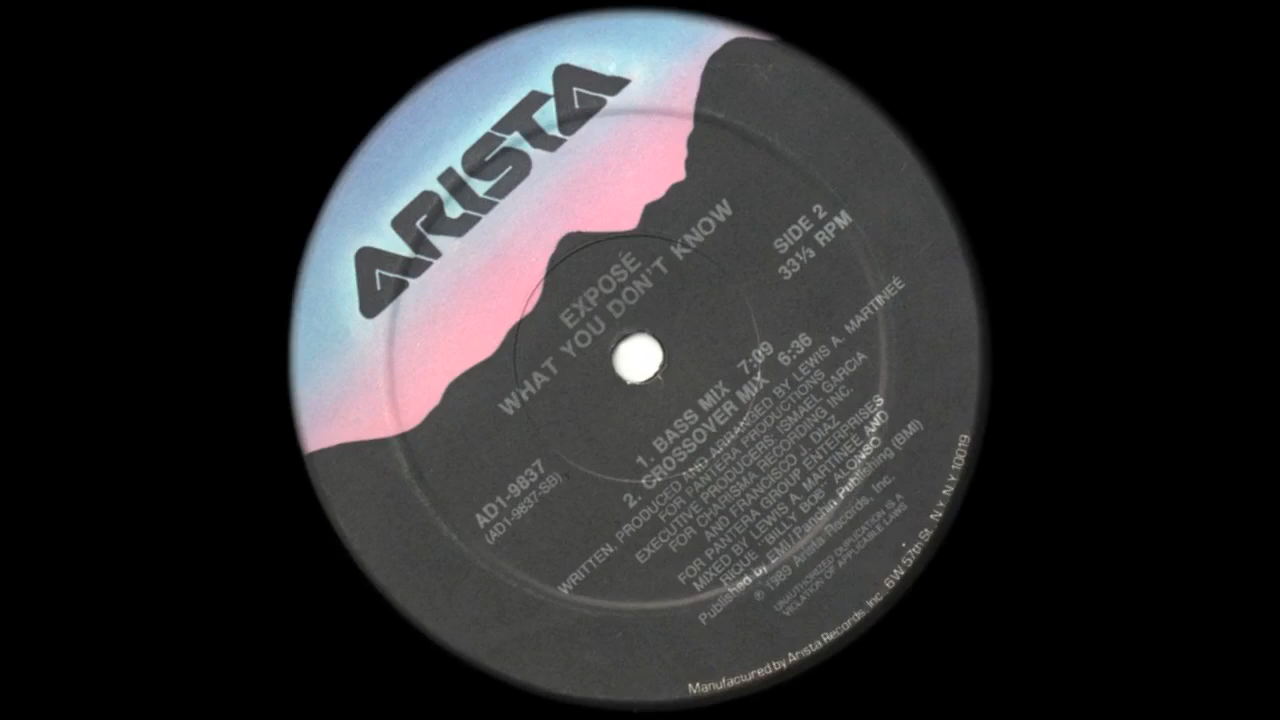 ARISTA
EXPOSÉ
WHAT YOU DON'T KNOW
SIDE 2
33⅓ RPM
AD1-9837
(AD1-9837-SB)
1. BASS MIX 7:09
2. CROSSOVER MIX 6:36
WRITTEN, PRODUCED AND ARRANGED BY LEWIS A. MARTINEÉ
FOR PANTERA PRODUCTIONS
EXECUTIVE PRODUCERS: ISMAEL GARCIA
FOR CHARISMA RECORDING INC.
AND FRANCISCO J. DIAZ
FOR PANTERA GROUP ENTERPRISES
MIXED BY LEWIS A. MARTINEÉ AND
RIQUE "BILLY BOB" ALONSO
Published by EMI/Panchin Publishing (BMI)
℗ 1989 Arista Records, Inc.
UNAUTHORIZED DUPLICATION IS A
VIOLATION OF APPLICABLE LAWS
Manufactured by Arista Records, Inc. 6W 57th St., N.Y. N.Y. 10019